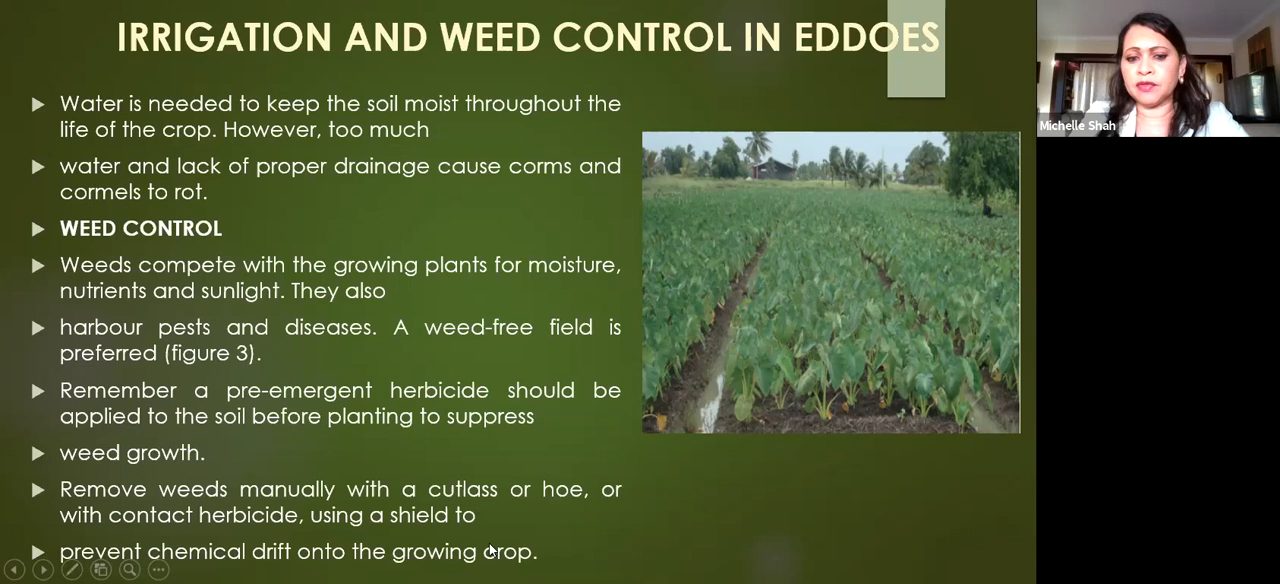 IRRIGATION AND WEED CONTROL IN EDDOES
Water is needed to keep the soil moist throughout the
life of the crop. However, too much
water and lack of proper drainage cause corms and
cormels to rot.
WEED CONTROL
Weeds compete with the growing plants for moisture,
nutrients and sunlight. They also
harbour pests and diseases. A weed-free field is
preferred (figure 3).
Remember a pre-emergent herbicide should be
applied to the soil before planting to suppress
weed growth.
Remove weeds manually with a cutlass or hoe, or
with contact herbicide, using a shield to
prevent chemical drift onto the growing crop.
Michelle Shah